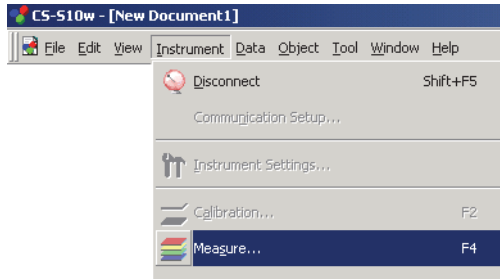 CS-S10w - [New Document1]
File Edit View Instrument Data Object Tool Window Help
Disconnect Shift+F5
Communication Setup...
Instrument Settings...
Calibration... F2
Measure... F4